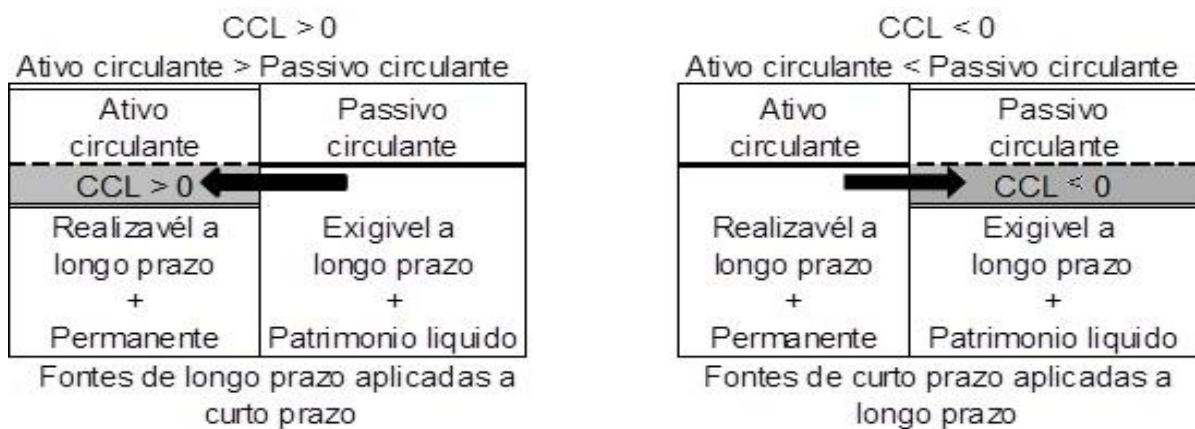 CCL > 0
Ativo circulante > Passivo circulante
Ativo
circulante
Passivo
circulante
CCL > 0
Realizavél a
longo prazo
+
Permanente
Exigivel a
longo prazo
+
Patrimonio liquido
Fontes de longo prazo aplicadas a
curto prazo
CCL < 0
Ativo circulante < Passivo circulante
Ativo
circulante
Passivo
circulante
CCL < 0
Realizavél a
longo prazo
+
Permanente
Exigivel a
longo prazo
+
Patrimonio liquido
Fontes de curto prazo aplicadas a
longo prazo